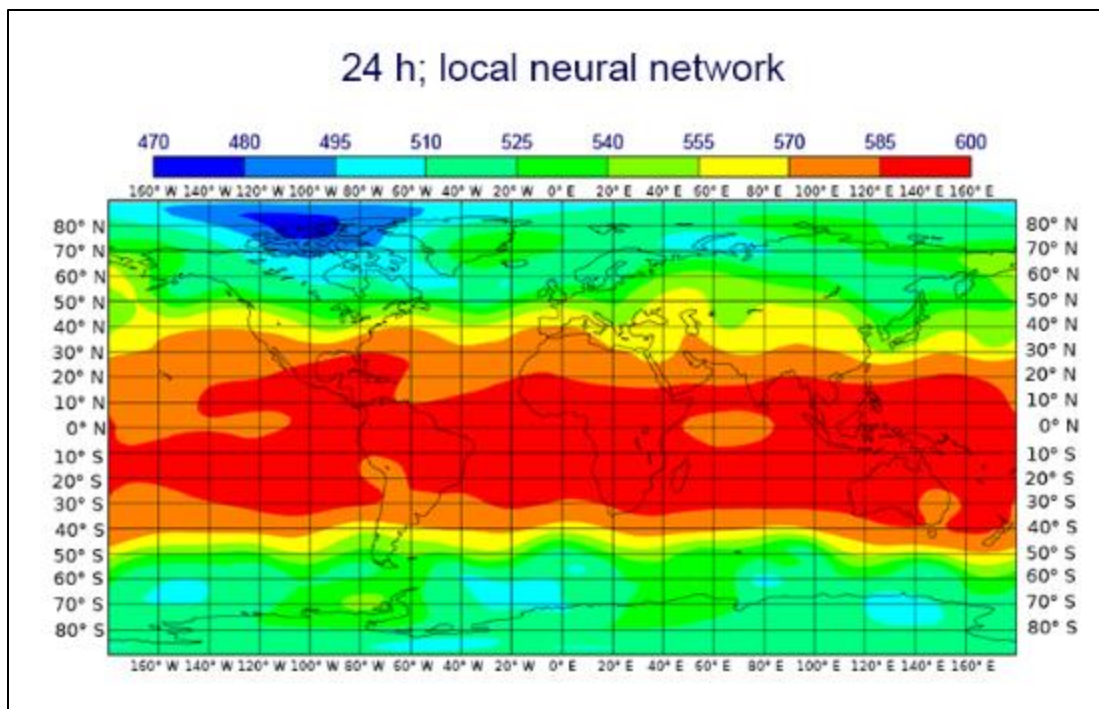 24 h; local neural network
470 480 495 510 525 540 555 570 585 600
160° W 140° W 120° W 100° W 80° W 60° W 40° W 20° W 0° E 20° E 40° E 60° E 80° E 100° E 120° E 140° E 160° E
80° N 80° N
70° N 70° N
60° N 60° N
50° N 50° N
40° N 40° N
30° N 30° N
20° N 20° N
10° N 10° N
0° N 0° N
10° S 10° S
20° S 20° S
30° S 30° S
40° S 40° S
50° S 50° S
60° S 60° S
70° S 70° S
80° S 80° S
160° W 140° W 120° W 100° W 80° W 60° W 40° W 20° W 0° E 20° E 40° E 60° E 80° E 100° E 120° E 140° E 160° E